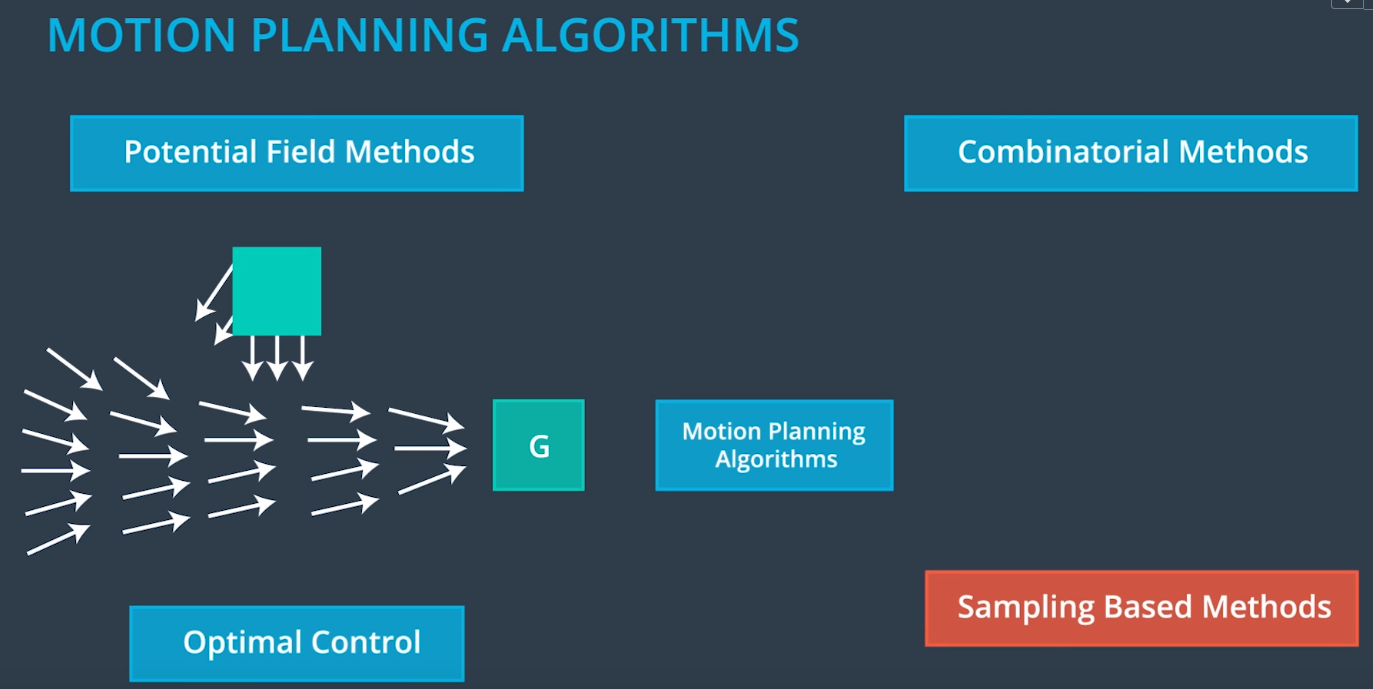 MOTION PLANNING ALGORITHMS
Potential Field Methods
Combinatorial Methods
G
Motion Planning
Algorithms
Sampling Based Methods
Optimal Control